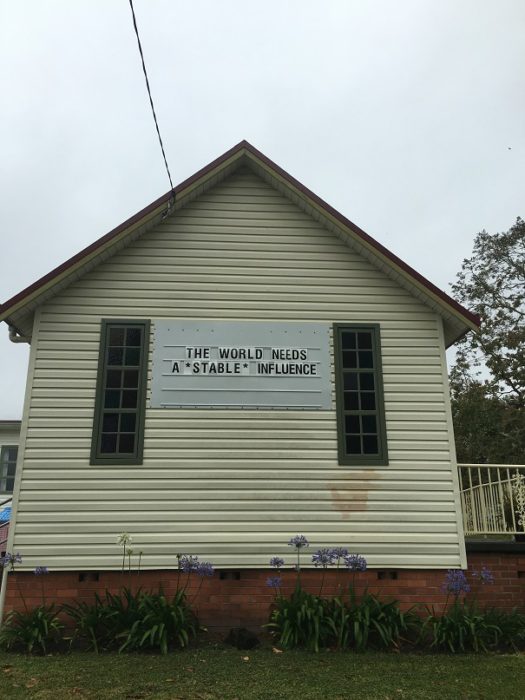 THE WORLD NEEDS
A *STABLE* INFLUENCE